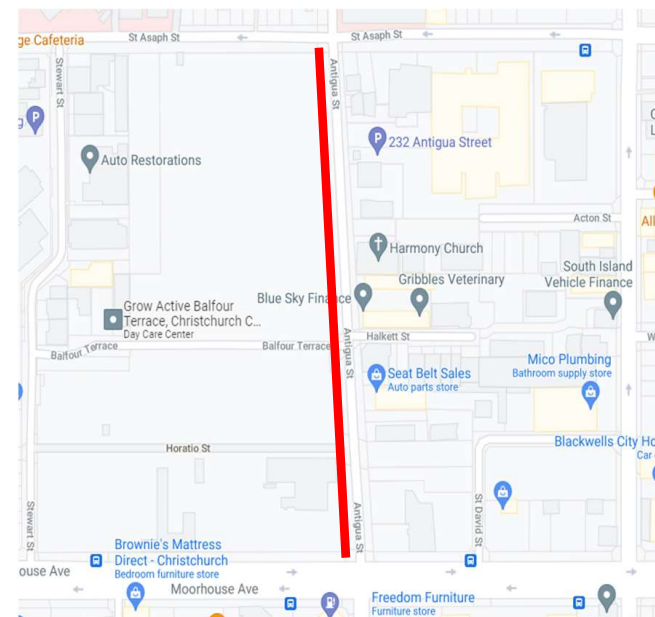 ge Cafeteria
St Asaph St
St Asaph St
Stewart St
Antigua St
P
P
232 Antigua Street
Auto Restorations
Acton St
All
Harmony Church
South Island
Vehicle Finance
Gribbles Veterinary
Blue Sky Finance
Grow Active Balfour
Terrace, Christchurch C...
Day Care Center
Balfour Terrace
Balfour Terrace
Antigua St
Halkett St
W
Seat Belt Sales
Auto parts store
Mico Plumbing
Bathroom supply store
Blackwells City Ho
Car
Horatio St
Stewart St
Antigua St
St David St
Brownie's Mattress
Direct - Christchurch
Bedroom furniture store
ouse Ave
Moorhouse Ave
Freedom Furniture
Furniture store